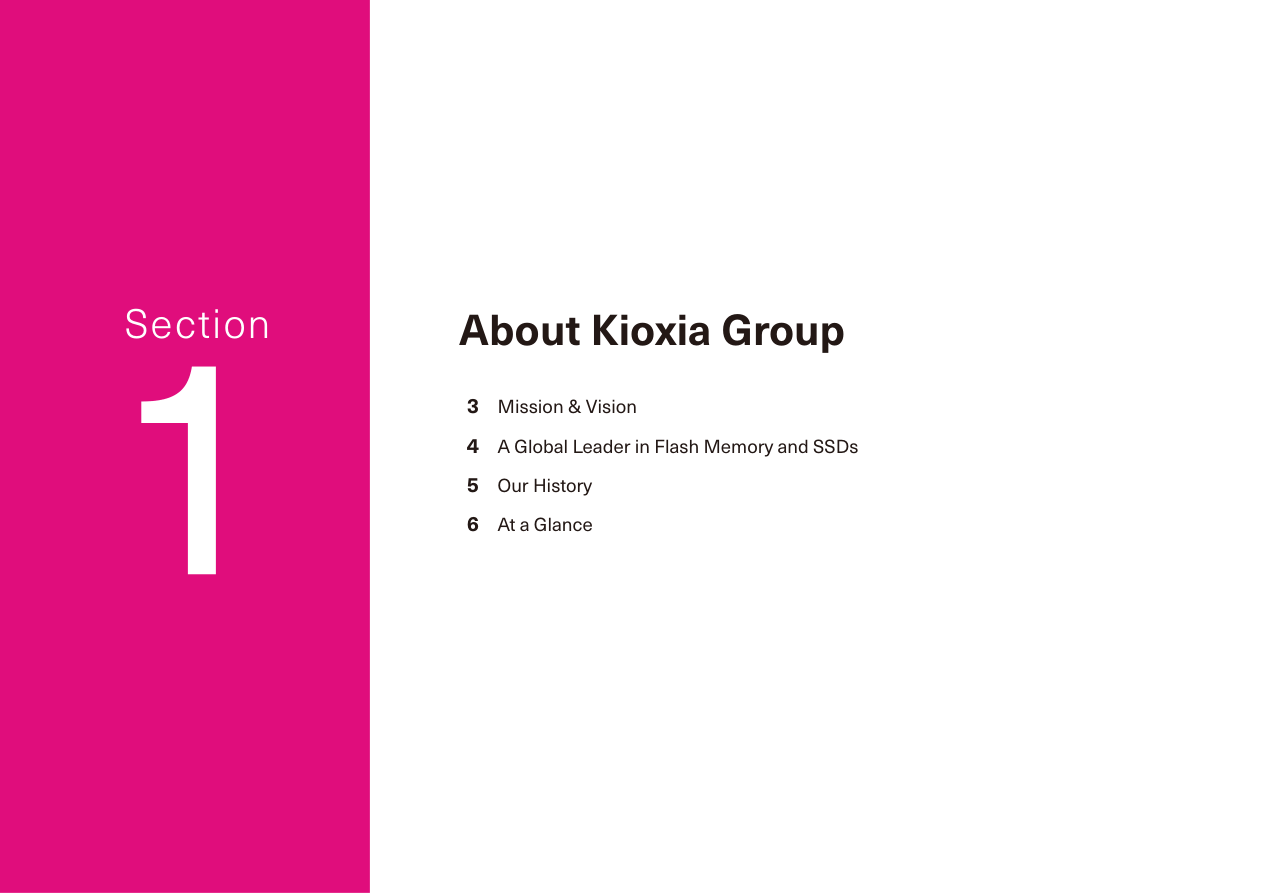 Section
1
About Kioxia Group
3 Mission & Vision
4 A Global Leader in Flash Memory and SSDs
5 Our History
6 At a Glance